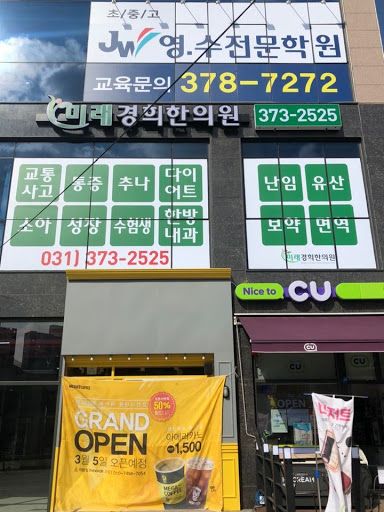 초/중/고
JW 영.수전문학원
교육문의 378-7272
미래경희한의원 373-2525
교통사고 통증 추나 다이어트
소아 성장 수험생 한방내과
031) 373-2525
난임 유산
보약 면역
미래경희한의원
Nice to CU
CU
50%
GRAND
OPEN
3월 5일 오픈예정
아메리카노
1,500
MEGA
COFFEE
OPEN